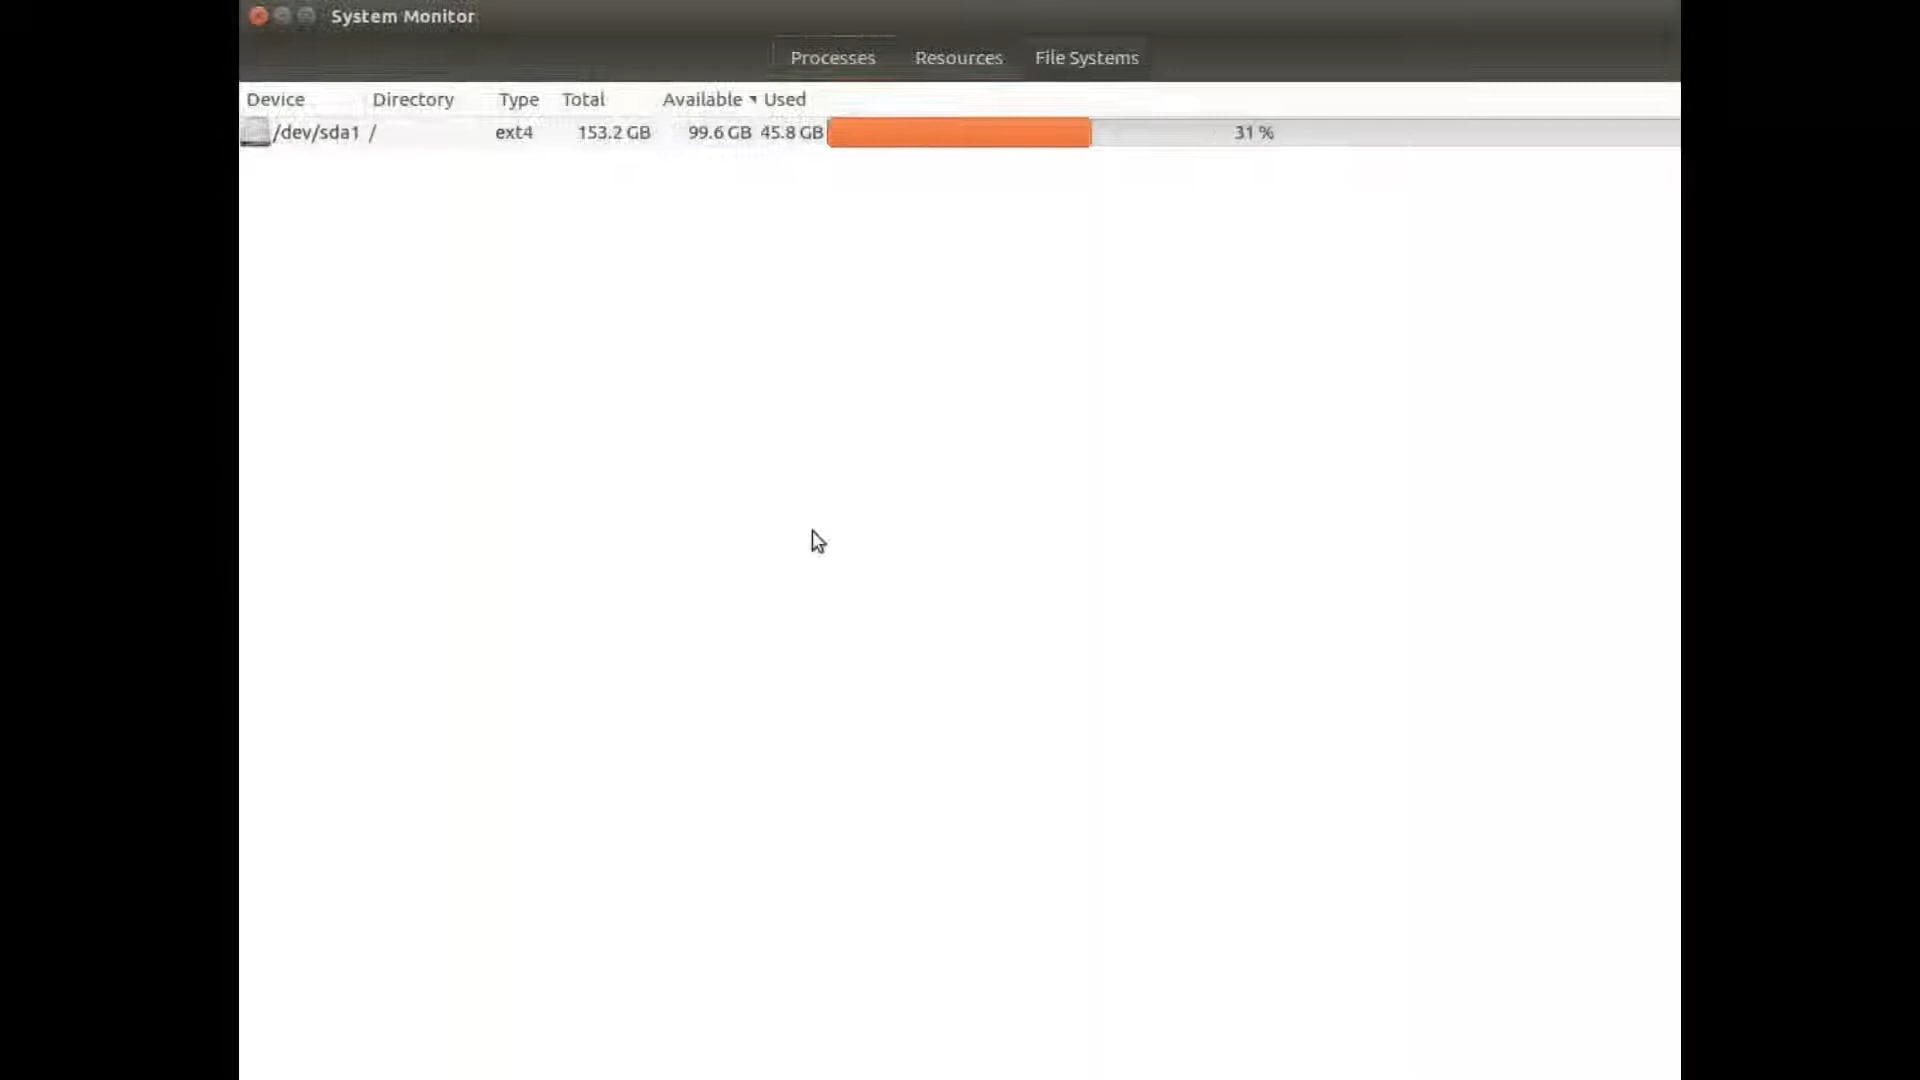 System Monitor
Processes Resources File Systems
Device Directory Type Total Available Used
/dev/sda1 / ext4 153.2 GB 99.6 GB 45.8 GB 31 %